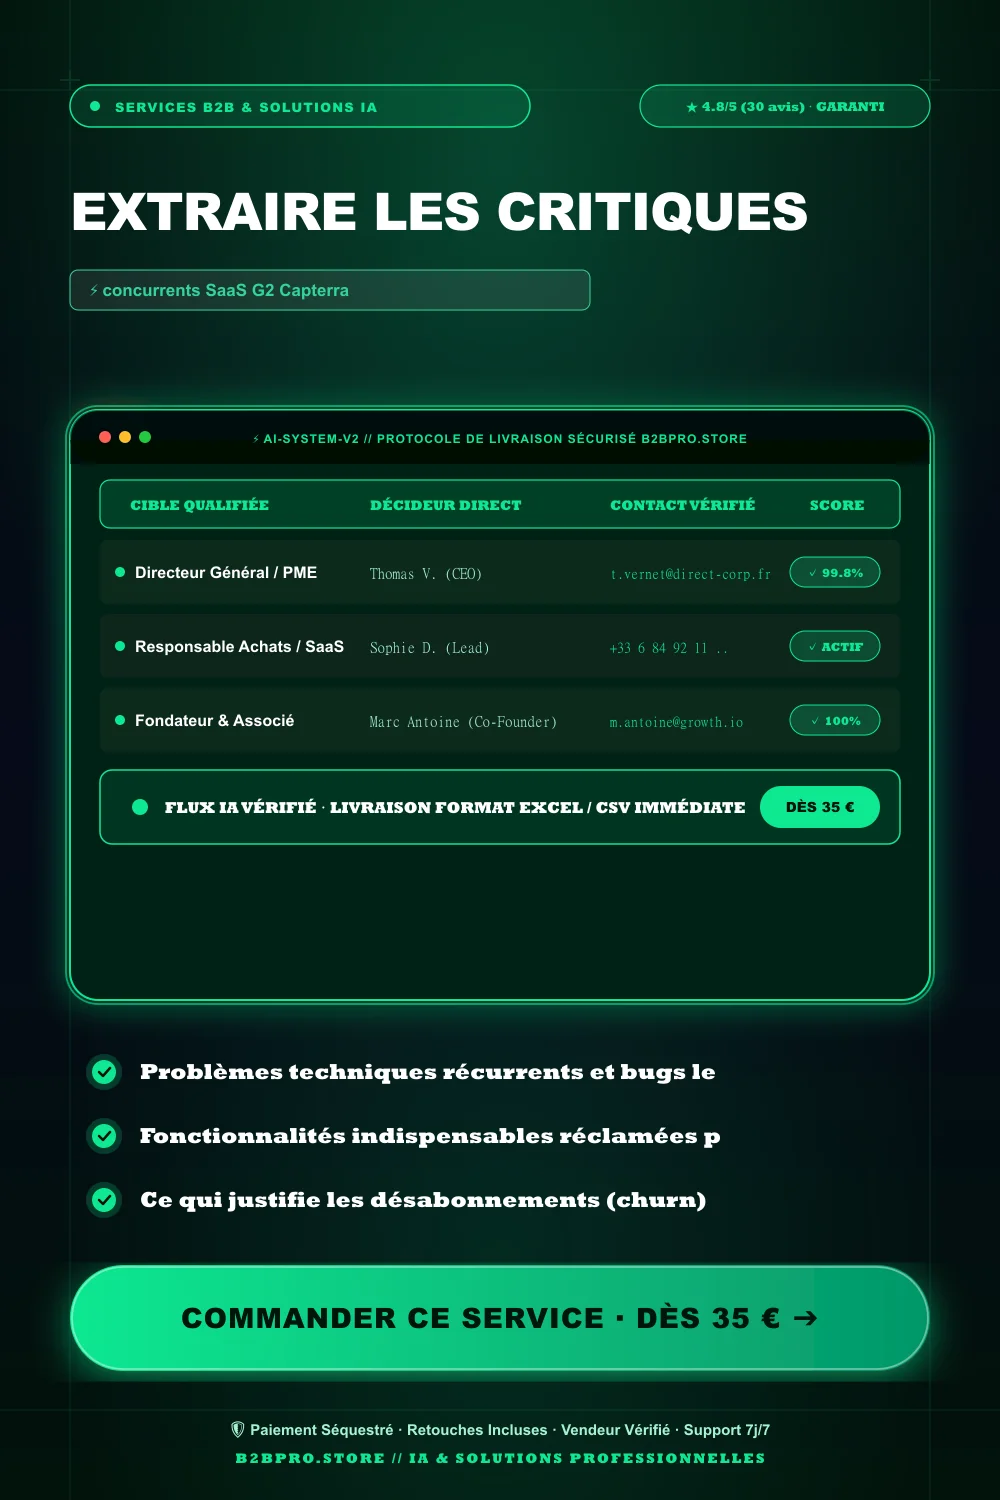 SERVICES B2B & SOLUTIONS IA
★ 4.8/5 (30 avis) · GARANTI
EXTRAIRE LES CRITIQUES
⚡ concurrents SaaS G2 Capterra
⚡ AI-SYSTEM-V2 // PROTOCOLE DE LIVRAISON SÉCURISÉ B2BPRO.STORE
CIBLE QUALIFIÉE DÉCIDEUR DIRECT CONTACT VÉRIFIÉ SCORE
Directeur Général / PME Thomas V. (CEO) t.vernet@direct-corp.fr ✓ 99.8%
Responsable Achats / SaaS Sophie D. (Lead) +33 6 84 92 11 .. ✓ ACTIF
Fondateur & Associé Marc Antoine (Co-Founder) m.antoine@growth.io ✓ 100%
FLUX IA VÉRIFIÉ · LIVRAISON FORMAT EXCEL / CSV IMMÉDIATE DÈS 35 €
Problèmes techniques récurrents et bugs le
Fonctionnalités indispensables réclamées p
Ce qui justifie les désabonnements (churn)
COMMANDER CE SERVICE · DÈS 35 € →
🛡 Paiement Séquestré · Retouches Incluses · Vendeur Vérifié · Support 7j/7
B2BPRO.STORE // IA & SOLUTIONS PROFESSIONNELLES